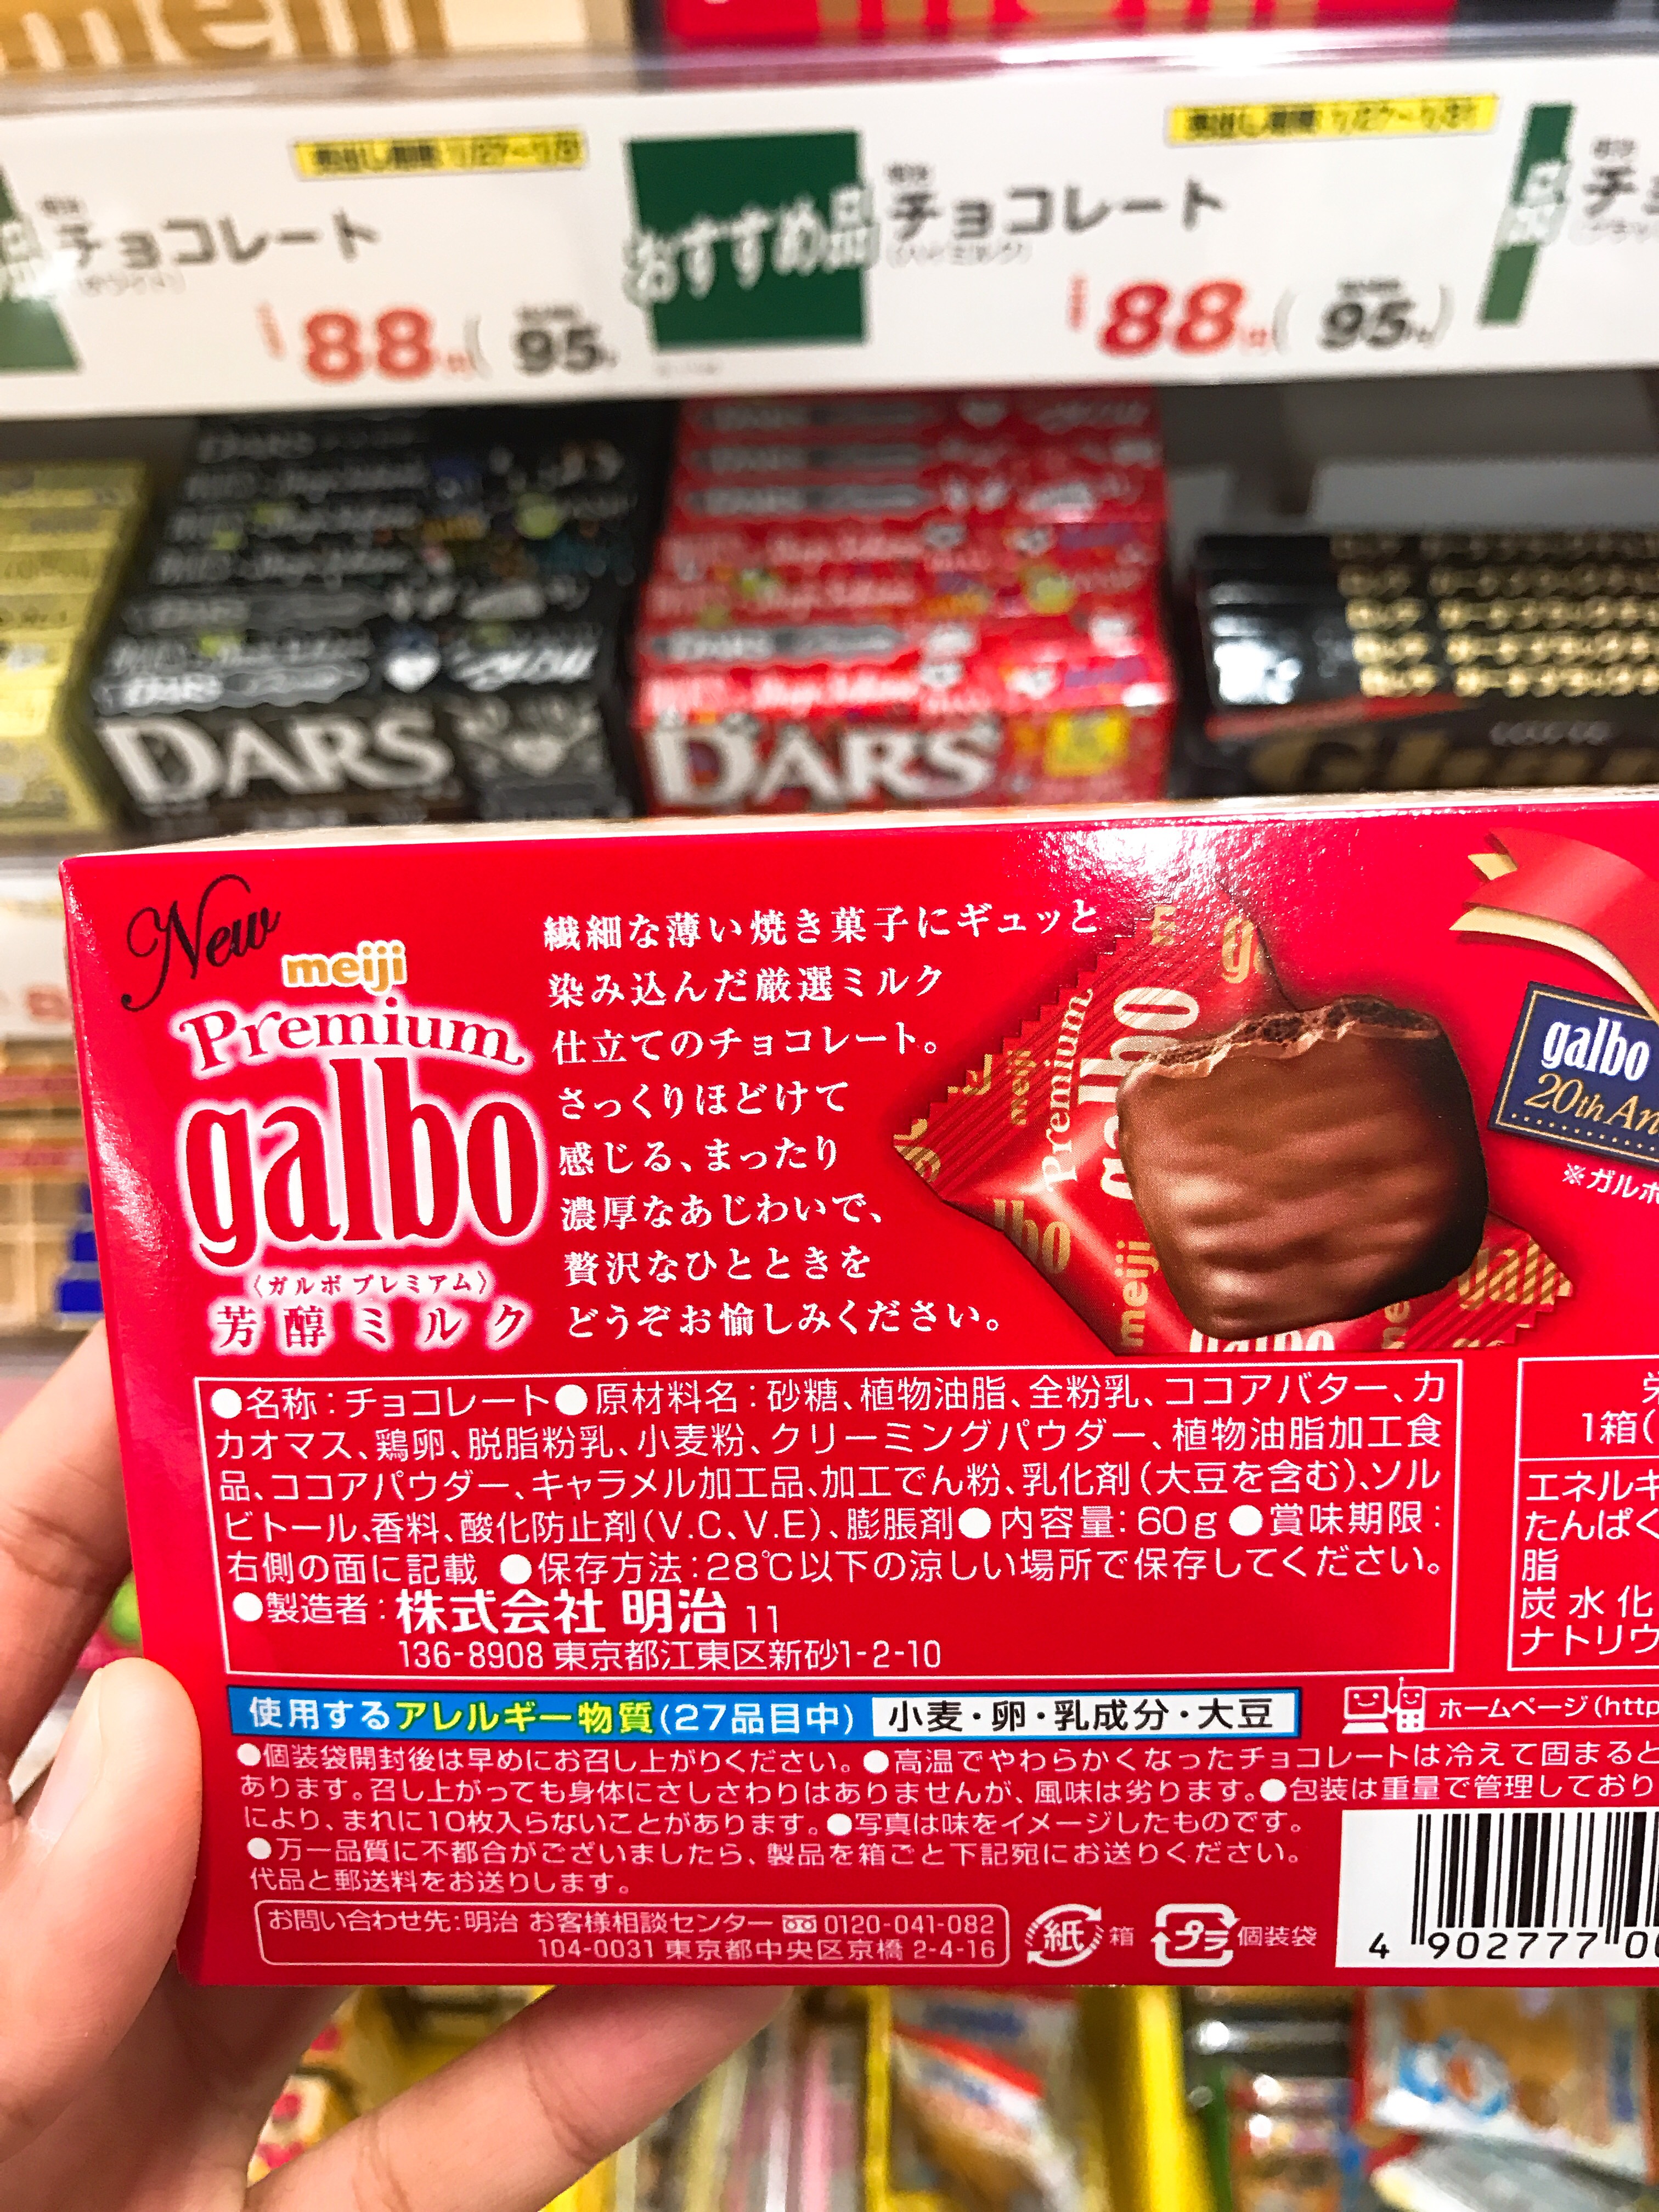 meiji
おすすめ品
チョコレート
(ホワイト)
88円(95
チョコレート
(ハイミルク)
88円(95
DARS
DARS
New
meiji
Premium
galbo
〈ガルボ プレミアム〉
芳醇ミルク
繊細な薄い焼き菓子にギュッと
染み込んだ厳選ミルク
仕立てのチョコレート。
さっくりほどけて
感じる、まったり
濃厚なあじわいで、
贅沢なひとときを
どうぞお愉しみください。
meiji
Premium
galbo
galbo
20th An
※ガルボ
●名称：チョコレート●原材料名：砂糖、植物油脂、全粉乳、ココアバター、カ
カオマス、鶏卵、脱脂粉乳、小麦粉、クリーミングパウダー、植物油脂加工食
品、ココアパウダー、キャラメル加工品、加工でん粉、乳化剤（大豆を含む）、ソル
ビトール、香料、酸化防止剤（V.C、V.E）、膨脹剤●内容量：60g ●賞味期限：
右側の面に記載 ●保存方法：28℃以下の涼しい場所で保存してください。
●製造者：株式会社 明治 11
136-8908 東京都江東区新砂1-2-10
1箱(
エネルギ
たんぱく
脂
炭 水 化
ナトリウ
使用するアレルギー物質(27品目中) 小麦・卵・乳成分・大豆
ホームページ(http
●個装袋開封後は早めにお召し上がりください。●高温でやわらかくなったチョコレートは冷えて固まると
あります。召し上がっても身体にさしさわりはありませんが、風味は劣ります。●包装は重量で管理しており
により、まれに10枚入らないことがあります。●写真は味をイメージしたものです。
●万一品質に不都合がございましたら、製品を箱ごと下記宛にお送りください。
代品と郵送料をお送りします。
お問い合わせ先：明治 お客様相談センター 0120-041-082
104-0031 東京都中央区京橋 2-4-16
紙 箱 プラ 個装袋
4 902777 0